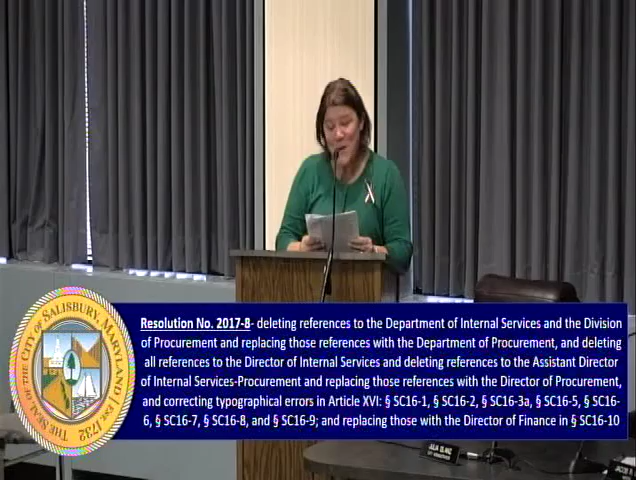 Resolution No. 2017-8- deleting references to the Department of Internal Services and the Division
of Procurement and replacing those references with the Department of Procurement, and deleting
all references to the Director of Internal Services and deleting references to the Assistant Director
of Internal Services-Procurement and replacing those references with the Director of Procurement,
and correcting typographical errors in Article XVI: § SC16-1, § SC16-2, § SC16-3a, § SC16-5, § SC16-
6, § SC16-7, § SC16-8, and § SC16-9; and replacing those with the Director of Finance in § SC16-10
THE SEAL OF THE CITY OF SALISBURY, MARYLAND EST. 1732